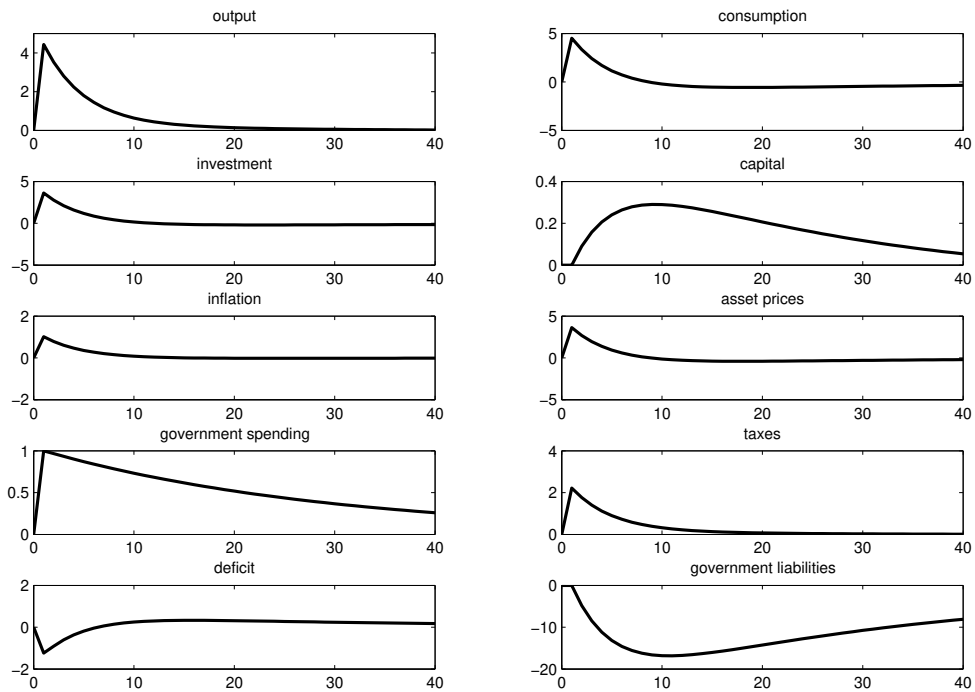 output
4
2
0
0 10 20 30 40
consumption
5
0
−5
0 10 20 30 40
investment
5
0
−5
0 10 20 30 40
capital
0.4
0.2
0
0 10 20 30 40
inflation
2
0
−2
0 10 20 30 40
asset prices
5
0
−5
0 10 20 30 40
government spending
1
0.5
0
0 10 20 30 40
taxes
4
2
0
0 10 20 30 40
deficit
2
0
−2
0 10 20 30 40
government liabilities
0
−10
−20
0 10 20 30 40